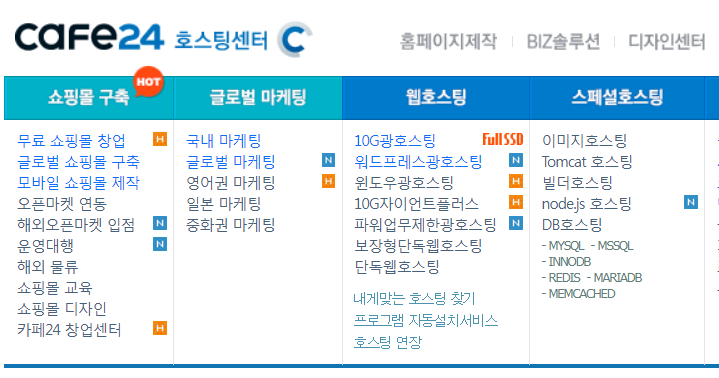 cafe24 호스팅센터 C
홈페이지제작 BIZ솔루션 디자인센터
HOT
쇼핑몰 구축
무료 쇼핑몰 창업 H
글로벌 쇼핑몰 구축
모바일 쇼핑몰 제작
오픈마켓 연동
해외오픈마켓 입점 N
운영대행 N
해외 물류
쇼핑몰 교육
쇼핑몰 디자인
카페24 창업센터 H
글로벌 마케팅
국내 마케팅
글로벌 마케팅 N
영어권 마케팅 H
일본 마케팅
중화권 마케팅
웹호스팅
10G광호스팅 Full SSD
워드프레스광호스팅 N
윈도우광호스팅 H
10G자이언트플러스 H
파워업무제한광호스팅 N
보장형단독웹호스팅
단독웹호스팅
내게맞는 호스팅 찾기
프로그램 자동설치서비스
호스팅 연장
스페셜호스팅
이미지호스팅
Tomcat 호스팅
빌더호스팅
node.js 호스팅 N
DB호스팅
- MYSQL - MSSQL
- INNODB
- REDIS - MARIADB
- MEMCACHED